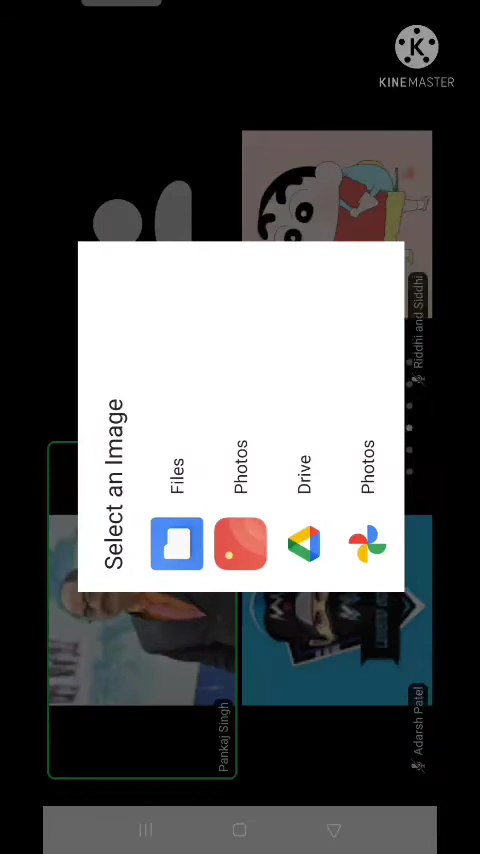 KINEMASTER
Select an Image
Files
Photos
Drive
Photos
Riddhi and Siddhi
Pankaj Singh
Adarsh Patel